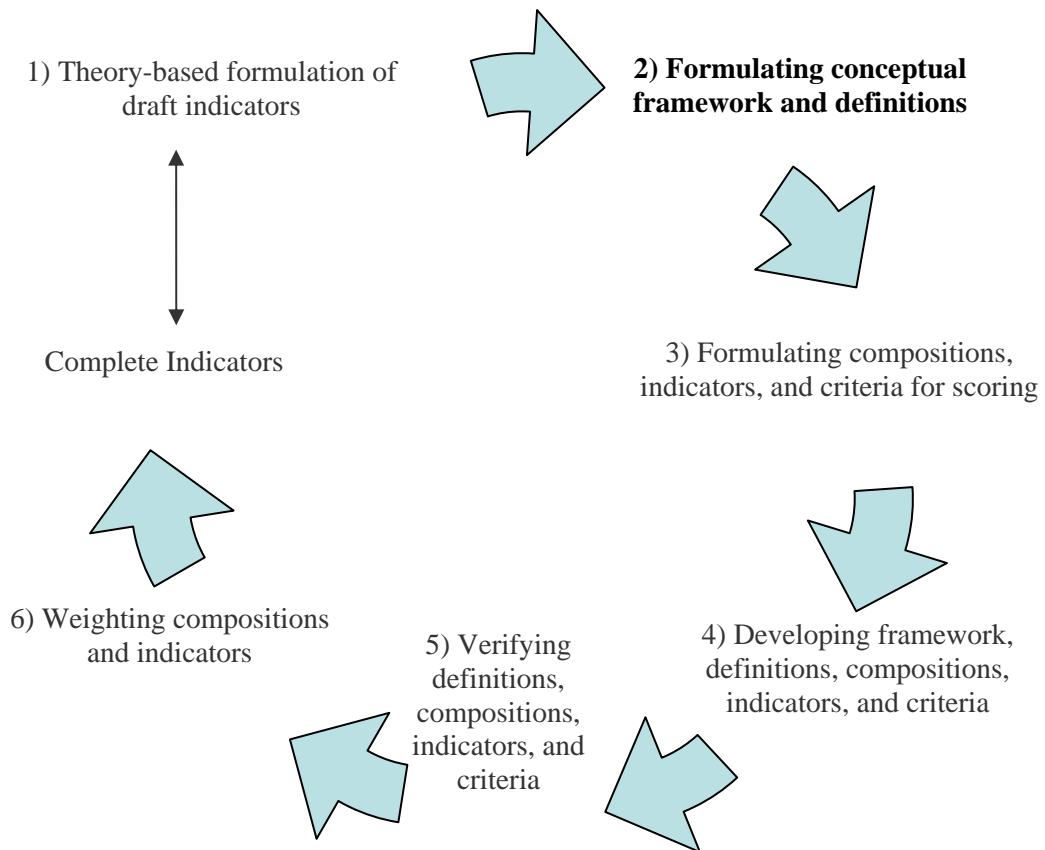 1) Theory-based formulation of
draft indicators
2) Formulating conceptual
framework and definitions
3) Formulating compositions,
indicators, and criteria for scoring
4) Developing framework,
definitions, compositions,
indicators, and criteria
5) Verifying
definitions,
compositions,
indicators, and
criteria
6) Weighting compositions
and indicators
Complete Indicators